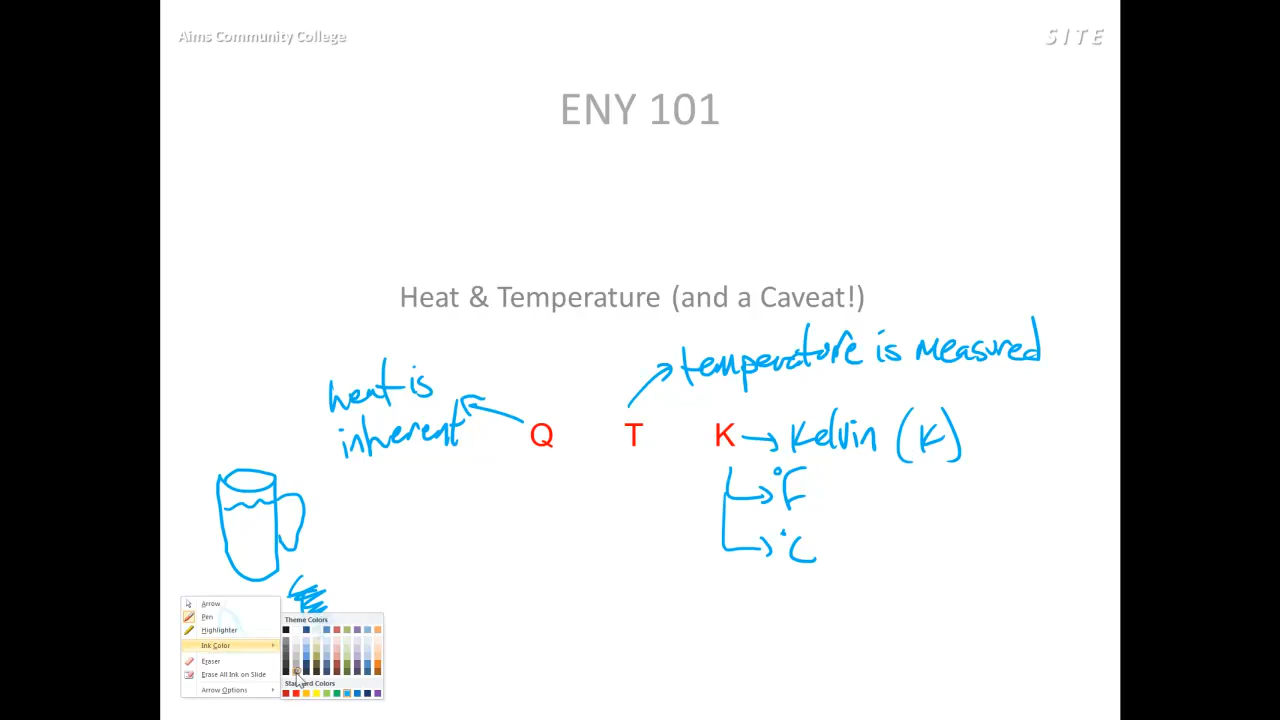 Aims Community College
SITE
ENY 101
Heat & Temperature (and a Caveat!)
temperature is measured
heat is
inherent
Q T K
Kelvin (K)
°F
°C
Arrow
Pen
Highlighter
Ink Color
Eraser
Erase All Ink on Slide
Arrow Options
Theme Colors
Standard Colors